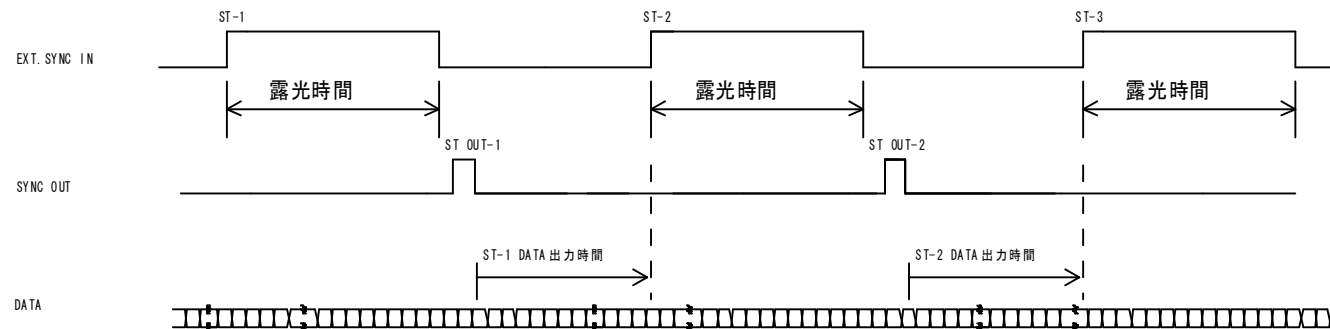 ST-1 ST-2 ST-3
EXT. SYNC IN
露光時間 露光時間 露光時間
ST OUT-1 ST OUT-2
SYNC OUT
ST-1 DATA出力時間 ST-2 DATA出力時間
DATA